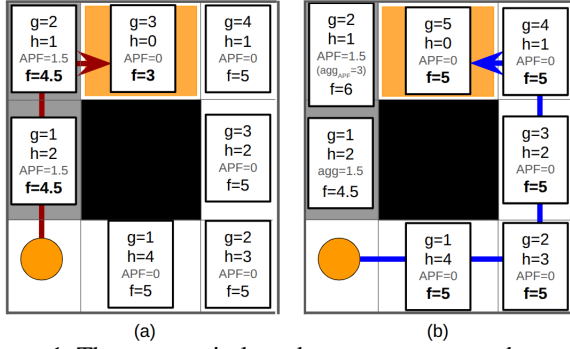 g=2
h=1
APF=1.5
f=4.5
g=3
h=0
APF=0
f=3
g=4
h=1
APF=0
f=5
g=1
h=2
APF=1.5
f=4.5
g=3
h=2
APF=0
f=5
g=1
h=4
APF=0
f=5
g=2
h=3
APF=0
f=5
(a)
g=2
h=1
APF=1.5
(aggAPF=3)
f=6
g=5
h=0
APF=0
f=5
g=4
h=1
APF=0
f=5
g=1
h=2
agg=1.5
f=4.5
g=3
h=2
APF=0
f=5
g=1
h=4
APF=0
f=5
g=2
h=3
APF=0
f=5
(b)